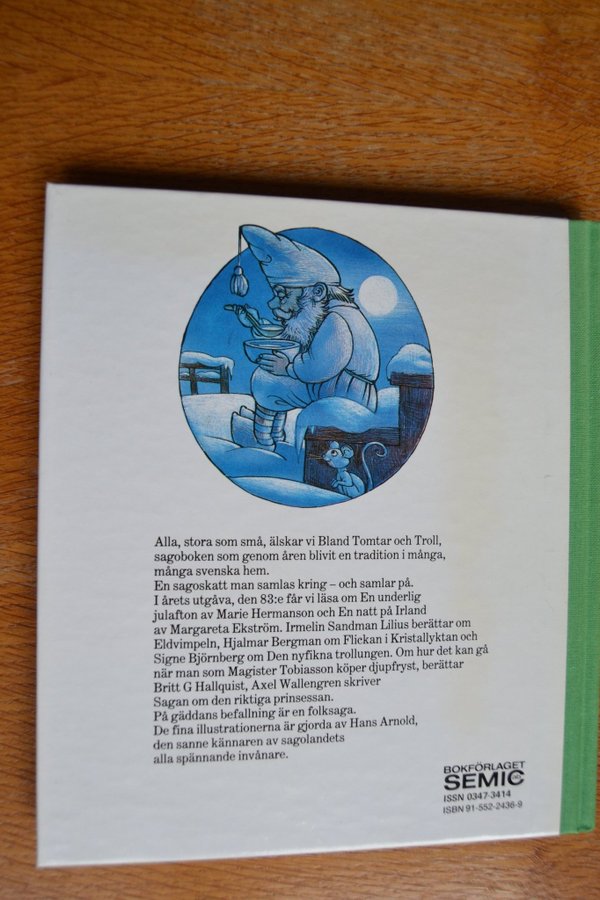 Alla, stora som små, älskar vi Bland Tomtar och Troll,
sagoboken som genom åren blivit en tradition i många,
många svenska hem.
En sagoskatt man samlas kring – och samlar på.
I årets utgåva, den 83:e får vi läsa om En underlig
julafton av Marie Hermanson och En natt på Irland
av Margareta Ekström. Irmelin Sandman Lilius berättar om
Eldvimpeln, Hjalmar Bergman om Flickan i Kristallyktan och
Signe Björnberg om Den nyfikna trollungen. Om hur det kan gå
när man som Magister Tobiasson köper djupfryst, berättar
Britt G Hallquist, Axel Wallengren skriver
Sagan om den riktiga prinsessan.
På gäddans befallning är en folksaga.
De fina illustrationerna är gjorda av Hans Arnold,
den sanne kännaren av sagolandets
alla spännande invånare.
BOKFÖRLAGET
SEMIC
ISSN 0347-3414
ISBN 91-552-2436-9